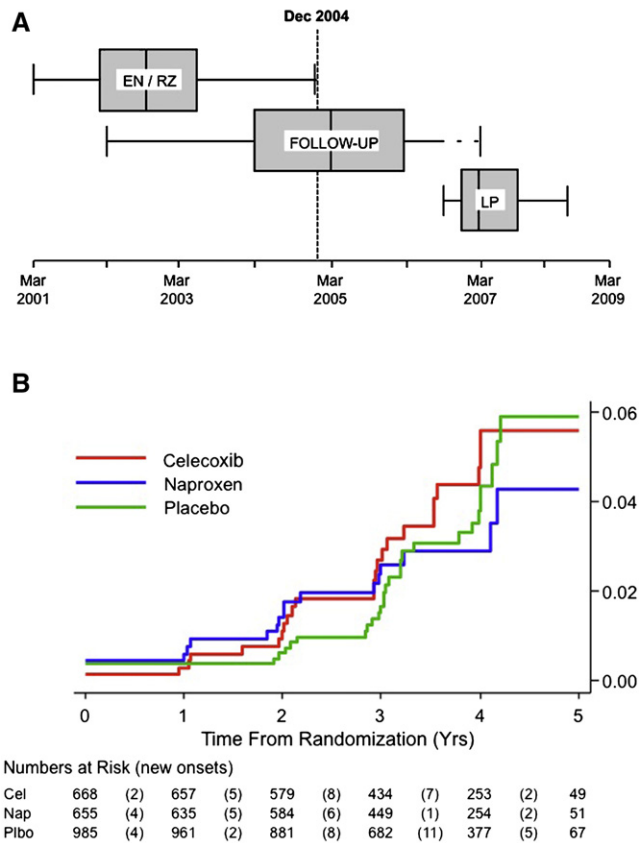 A
Dec 2004
EN / RZ
FOLLOW-UP
LP
Mar 2001
Mar 2003
Mar 2005
Mar 2007
Mar 2009
B
Celecoxib
Naproxen
Placebo
0.06
0.04
0.02
0.00
0 1 2 3 4 5
Time From Randomization (Yrs)
Numbers at Risk (new onsets)
Cel 668 (2) 657 (5) 579 (8) 434 (7) 253 (2) 49
Nap 655 (4) 635 (5) 584 (6) 449 (1) 254 (2) 51
Plbo 985 (4) 961 (2) 881 (8) 682 (11) 377 (5) 67